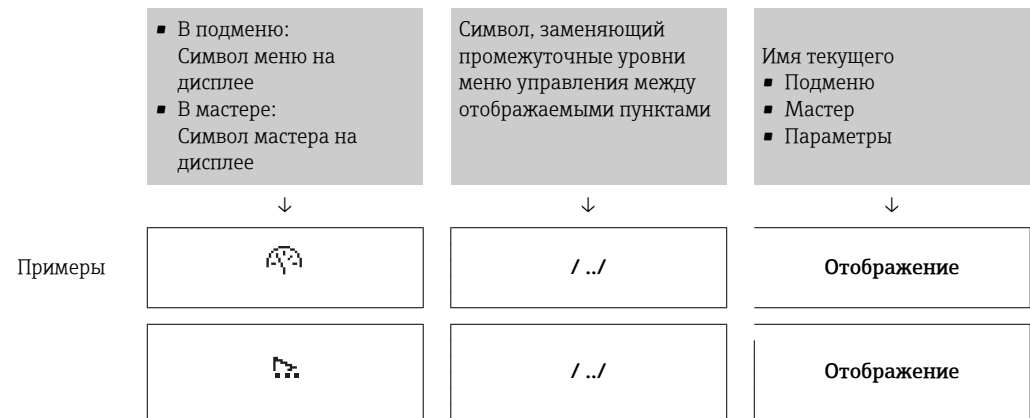 ▪ В подменю:
Символ меню на
дисплее
▪ В мастере:
Символ мастера на
дисплее
Символ, заменяющий
промежуточные уровни
меню управления между
отображаемыми пунктами
Имя текущего
▪ Подменю
▪ Мастер
▪ Параметры
↓ ↓ ↓
Примеры / ../ Отображение
/ ../ Отображение